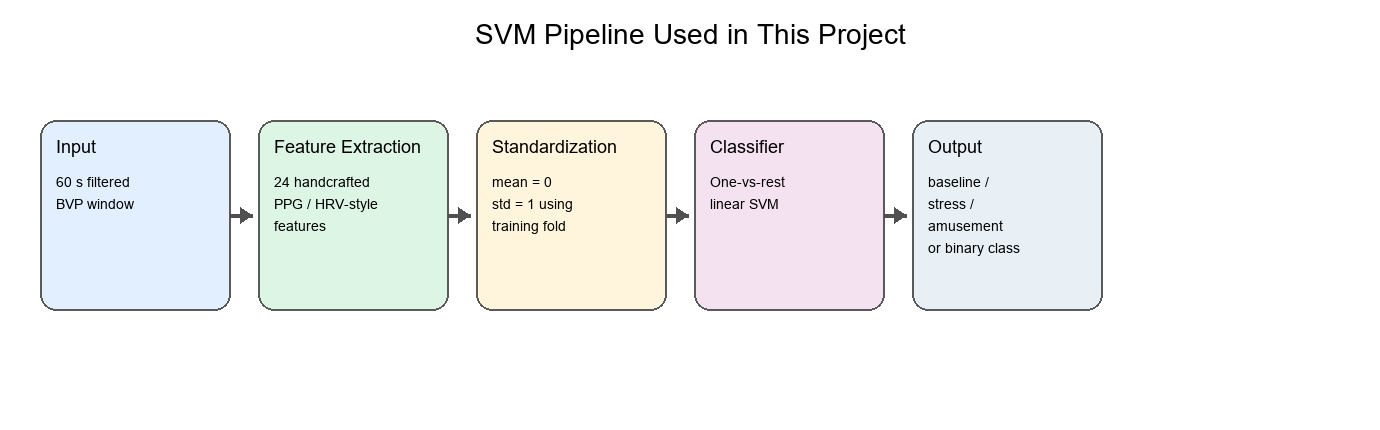 SVM Pipeline Used in This Project
Input
60 s filtered
BVP window
Feature Extraction
24 handcrafted
PPG / HRV-style
features
Standardization
mean = 0
std = 1 using
training fold
Classifier
One-vs-rest
linear SVM
Output
baseline /
stress /
amusement
or binary class